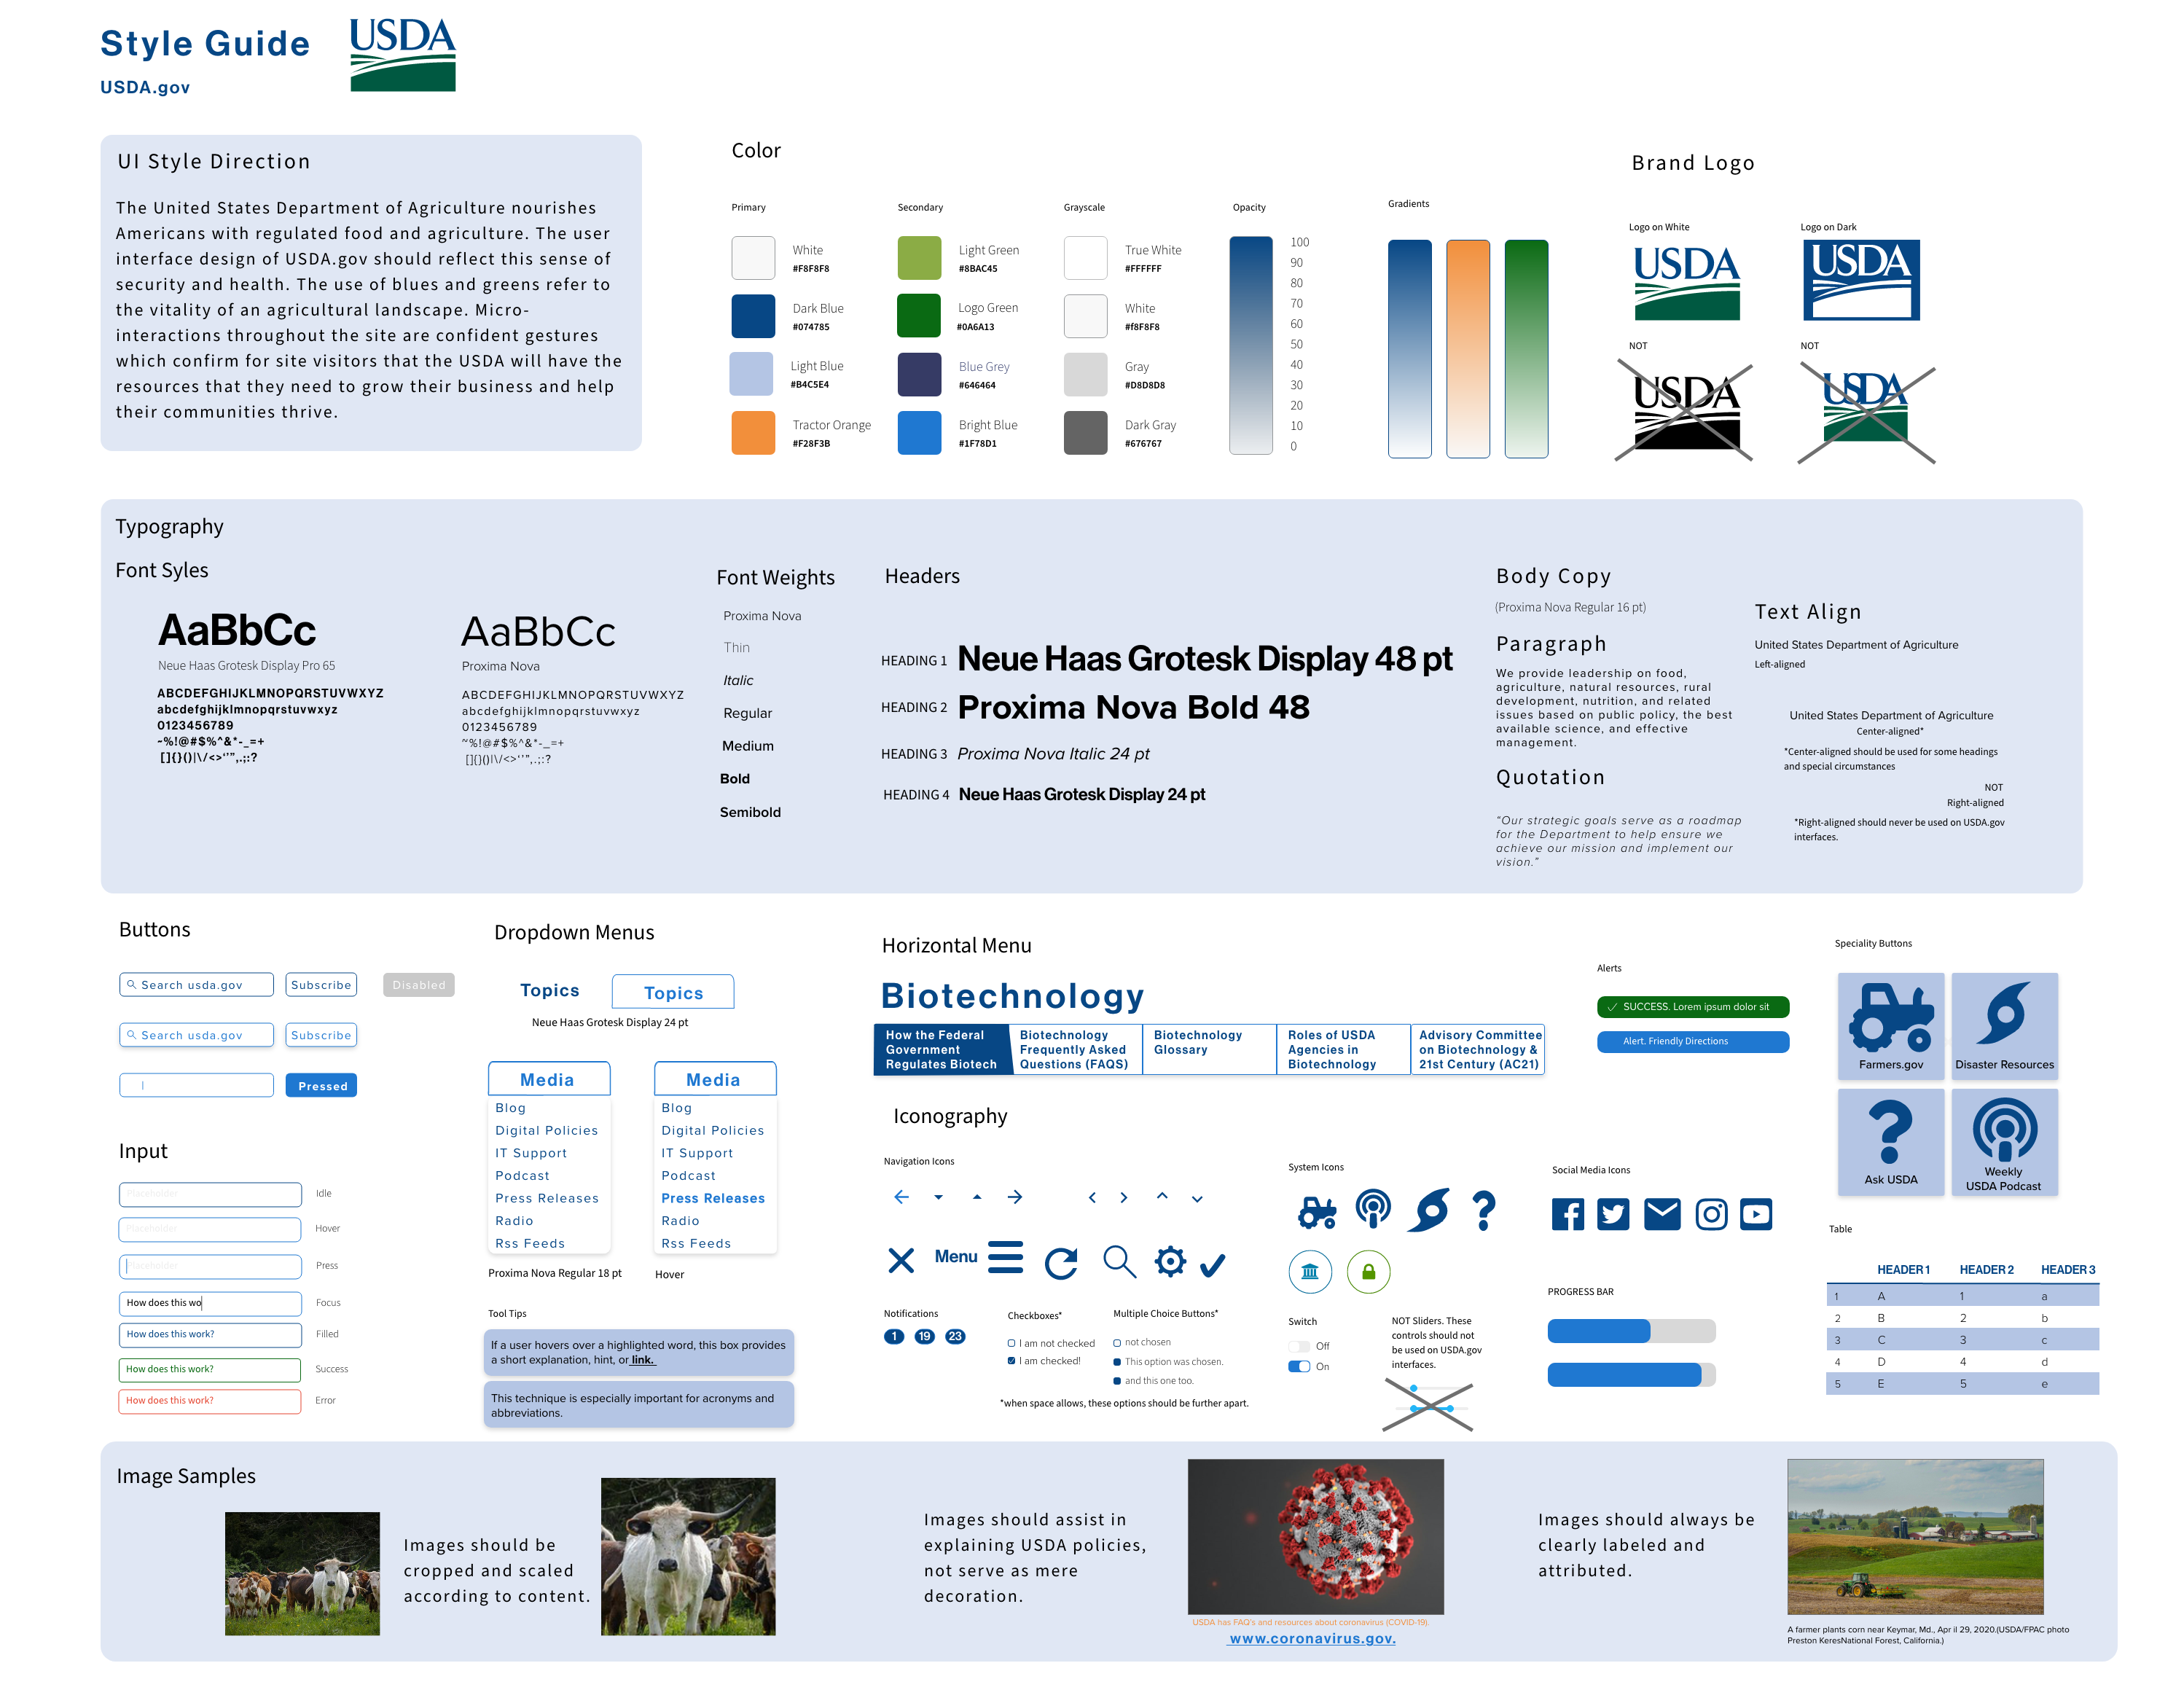 Style Guide
USDA.gov
USDA
UI Style Direction
The United States Department of Agriculture nourishes
Americans with regulated food and agriculture. The user
interface design of USDA.gov should reflect this sense of
security and health. The use of blues and greens refer to
the vitality of an agricultural landscape. Micro-
interactions throughout the site are confident gestures
which confirm for site visitors that the USDA will have the
resources that they need to grow their business and help
their communities thrive.
Color
Primary
White
#F8F8F8
Dark Blue
#074785
Light Blue
#B4C5E4
Tractor Orange
#F28F3B
Secondary
Light Green
#8BAC45
Logo Green
#0A6A13
Blue Grey
#646464
Bright Blue
#1F78D1
Grayscale
True White
#FFFFFF
White
#f8F8F8
Gray
#D8D8D8
Dark Gray
#676767
Opacity
100
90
80
70
60
50
40
30
20
10
0
Gradients
Brand Logo
Logo on White
USDA
Logo on Dark
USDA
NOT
USDA
NOT
USDA
Typography
Font Syles
AaBbCc
Neue Haas Grotesk Display Pro 65
ABCDEFGHIJKLMNOPQRSTUVWXYZ
abcdefghijklmnopqrstuvwxyz
0123456789
~%!@#$%^&*-_=+
[]{}()|\/<>‘’”,.;:?
AaBbCc
Proxima Nova
ABCDEFGHIJKLMNOPQRSTUVWXYZ
abcdefghijklmnopqrstuvwxyz
0123456789
~%!@#$%^&*-_=+
[]{}()|\/<>‘’”,.;:?
Font Weights
Proxima Nova
Thin
Italic
Regular
Medium
Bold
Semibold
Headers
HEADING 1 Neue Haas Grotesk Display 48 pt
HEADING 2 Proxima Nova Bold 48
HEADING 3 Proxima Nova Italic 24 pt
HEADING 4 Neue Haas Grotesk Display 24 pt
Body Copy
(Proxima Nova Regular 16 pt)
Paragraph
We provide leadership on food,
agriculture, natural resources, rural
development, nutrition, and related
issues based on public policy, the best
available science, and effective
management.
Quotation
“Our strategic goals serve as a roadmap
for the Department to help ensure we
achieve our mission and implement our
vision.”
Text Align
United States Department of Agriculture
Left-aligned
United States Department of Agriculture
Center-aligned*
*Center-aligned should be used for some headings
and special circumstances
NOT
Right-aligned
*Right-aligned should never be used on USDA.gov
interfaces.
Buttons
Search usda.gov
Subscribe
Disabled
Search usda.gov
Subscribe
Pressed
Input
Placeholder
Idle
Placeholder
Hover
Placeholder
Press
How does this wo
Focus
How does this work?
Filled
How does this work?
Success
How does this work?
Error
Dropdown Menus
Topics
Topics
Neue Haas Grotesk Display 24 pt
Media
Blog
Digital Policies
IT Support
Podcast
Press Releases
Radio
Rss Feeds
Proxima Nova Regular 18 pt
Media
Blog
Digital Policies
IT Support
Podcast
Press Releases
Radio
Rss Feeds
Hover
Tool Tips
If a user hovers over a highlighted word, this box provides
a short explanation, hint, or link.
This technique is especially important for acronyms and
abbreviations.
Horizontal Menu
Biotechnology
How the Federal
Government
Regulates Biotech
Biotechnology
Frequently Asked
Questions (FAQS)
Biotechnology
Glossary
Roles of USDA
Agencies in
Biotechnology
Advisory Committee
on Biotechnology &
21st Century (AC21)
Iconography
Navigation Icons
Menu
Notifications
1
19
23
Checkboxes*
I am not checked
I am checked!
Multiple Choice Buttons*
not chosen
This option was chosen.
and this one too.
*when space allows, these options should be further apart.
System Icons
Switch
Off
On
NOT Sliders. These
controls should not
be used on USDA.gov
interfaces.
Social Media Icons
PROGRESS BAR
Alerts
SUCCESS. Lorem ipsum dolor sit
Alert. Friendly Directions
Speciality Buttons
Farmers.gov
Disaster Resources
Ask USDA
Weekly
USDA Podcast
Table
HEADER 1 HEADER 2 HEADER 3
1 A 1 a
2 B 2 b
3 C 3 c
4 D 4 d
5 E 5 e
Image Samples
Images should be
cropped and scaled
according to content.
Images should assist in
explaining USDA policies,
not serve as mere
decoration.
USDA has FAQ's and resources about coronavirus (COVID-19).
www.coronavirus.gov.
Images should always be
clearly labeled and
attributed.
A farmer plants corn near Keymar, Md., Apr il 29, 2020.(USDA/FPAC photo
Preston KeresNational Forest, California.)